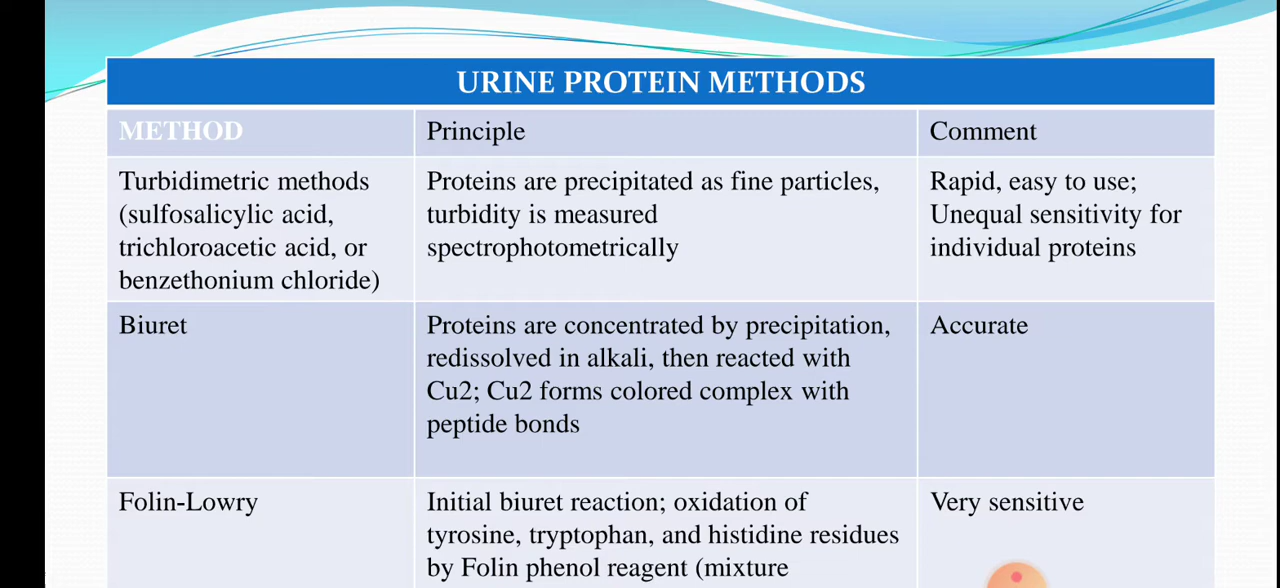 URINE PROTEIN METHODS
METHOD
Principle
Comment
Turbidimetric methods
(sulfosalicylic acid,
trichloroacetic acid, or
benzethonium chloride)
Proteins are precipitated as fine particles,
turbidity is measured
spectrophotometrically
Rapid, easy to use;
Unequal sensitivity for
individual proteins
Biuret
Proteins are concentrated by precipitation,
redissolved in alkali, then reacted with
Cu2; Cu2 forms colored complex with
peptide bonds
Accurate
Folin-Lowry
Initial biuret reaction; oxidation of
tyrosine, tryptophan, and histidine residues
by Folin phenol reagent (mixture
Very sensitive